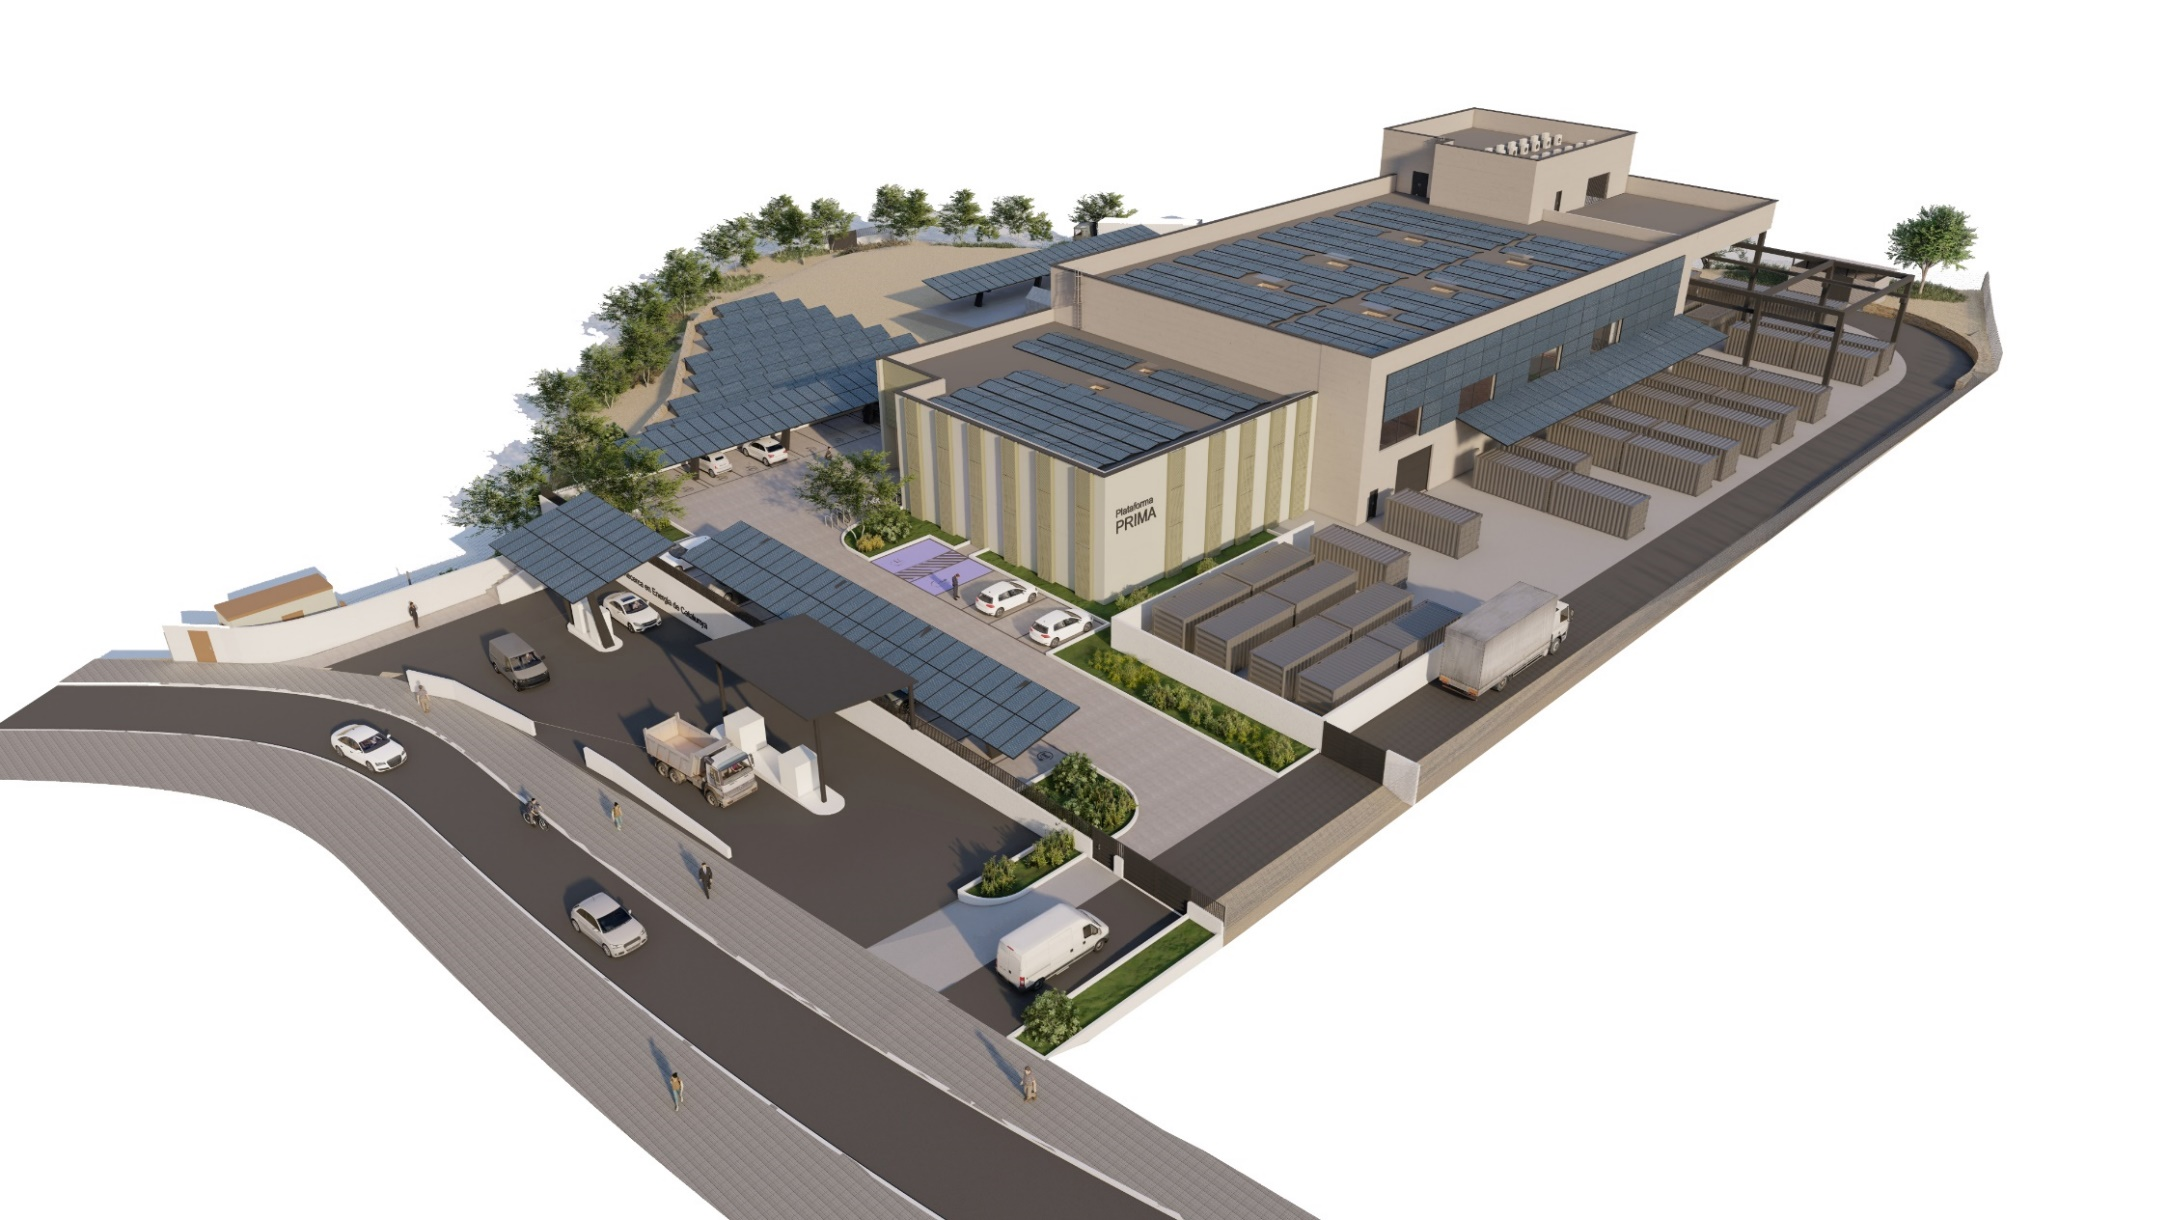 Plataforma
PRIMA
en Energia de Catalunya